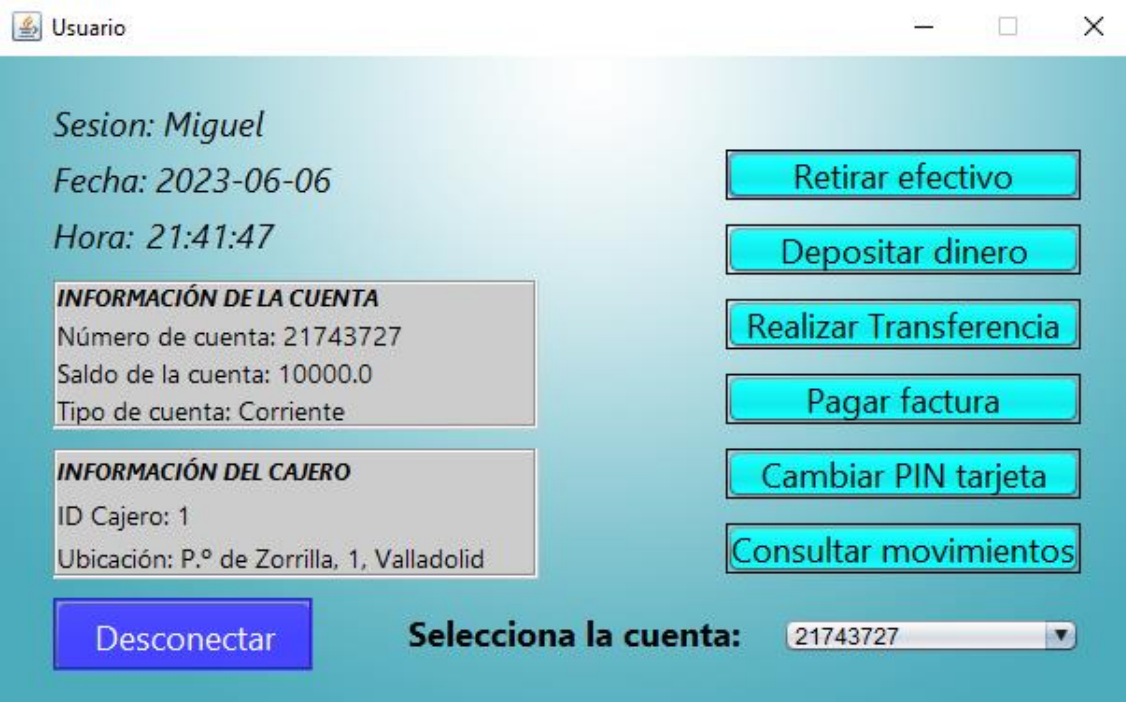 Usuario
Sesion: Miguel
Fecha: 2023-06-06
Hora: 21:41:47
INFORMACIÓN DE LA CUENTA
Número de cuenta: 21743727
Saldo de la cuenta: 10000.0
Tipo de cuenta: Corriente
INFORMACIÓN DEL CAJERO
ID Cajero: 1
Ubicación: P.º de Zorrilla, 1, Valladolid
Retirar efectivo
Depositar dinero
Realizar Transferencia
Pagar factura
Cambiar PIN tarjeta
Consultar movimientos
Desconectar
Selecciona la cuenta:
21743727